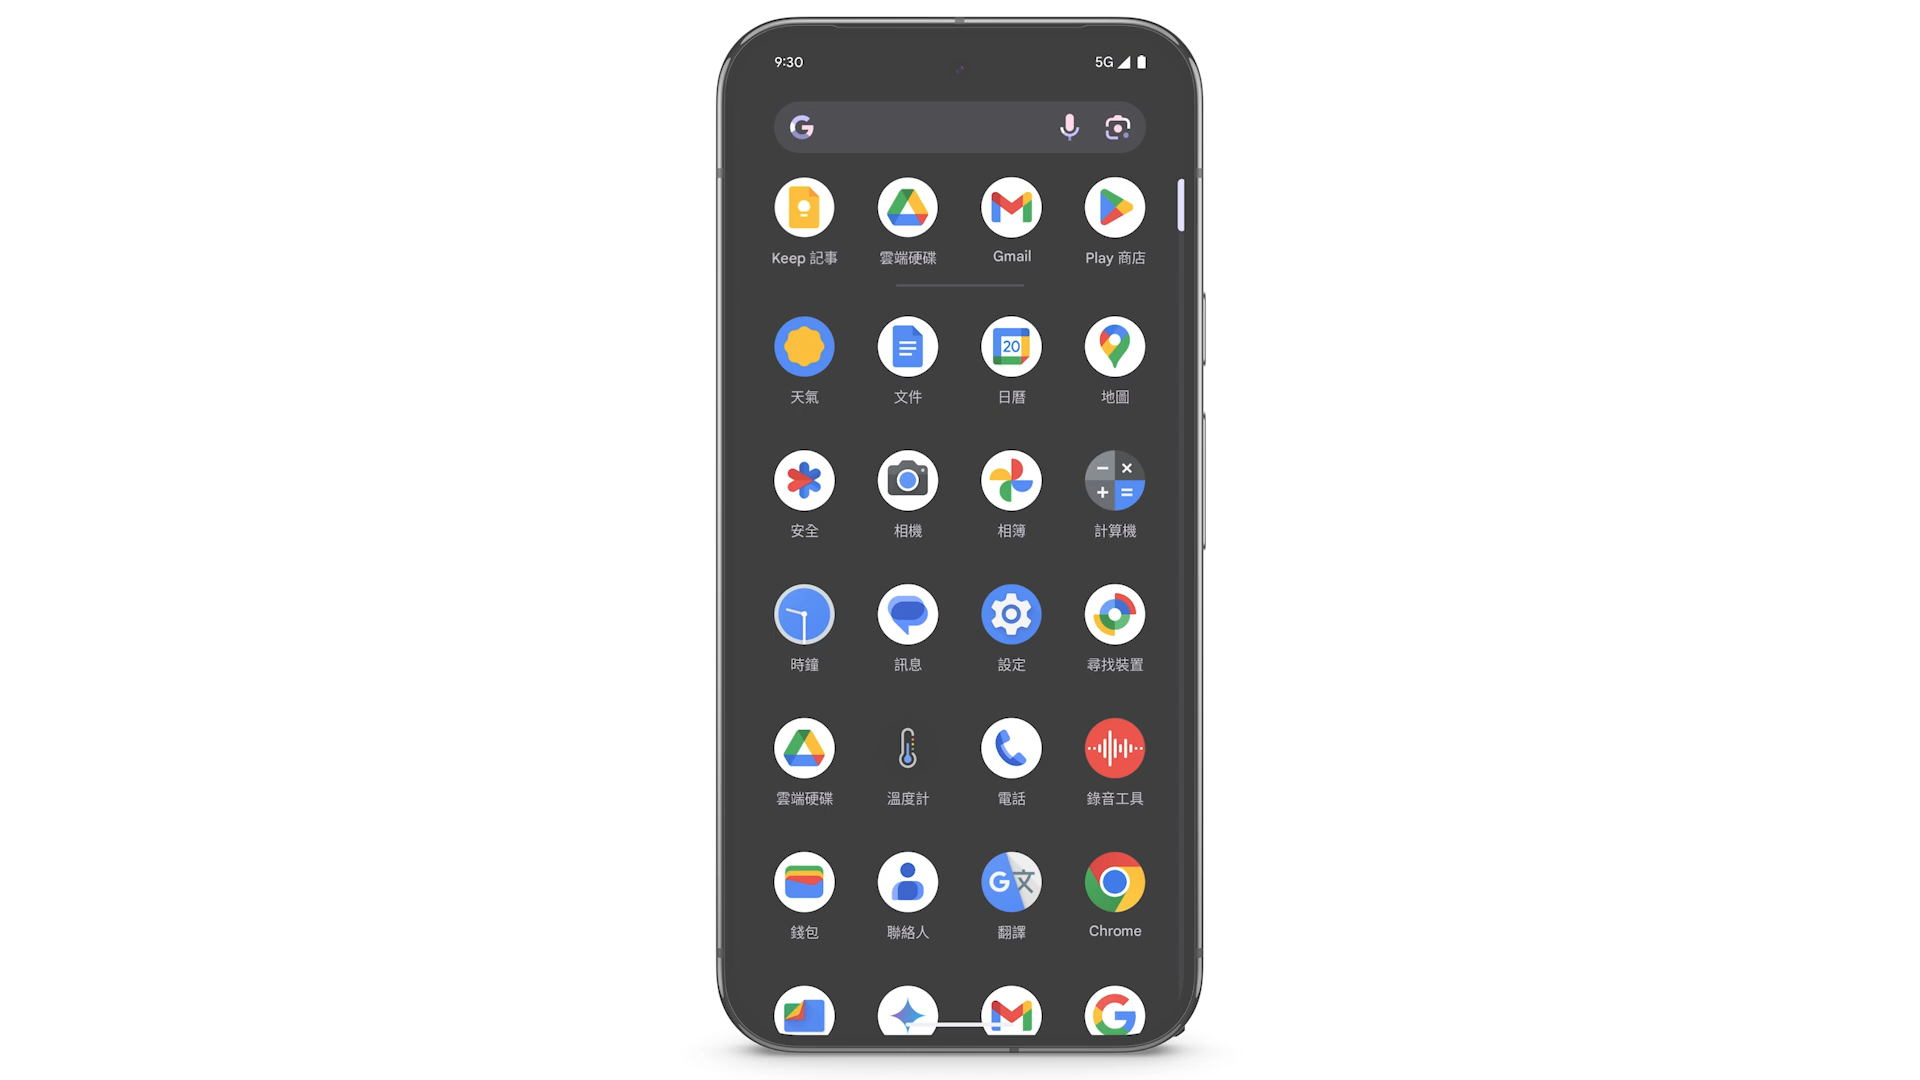 9:30 5G
Keep 記事 雲端硬碟 Gmail Play 商店
天氣 文件 日曆 地圖
20
安全 相機 相簿 計算機
時鐘 訊息 設定 尋找裝置
雲端硬碟 溫度計 電話 錄音工具
G文
錢包 聯絡人 翻譯 Chrome